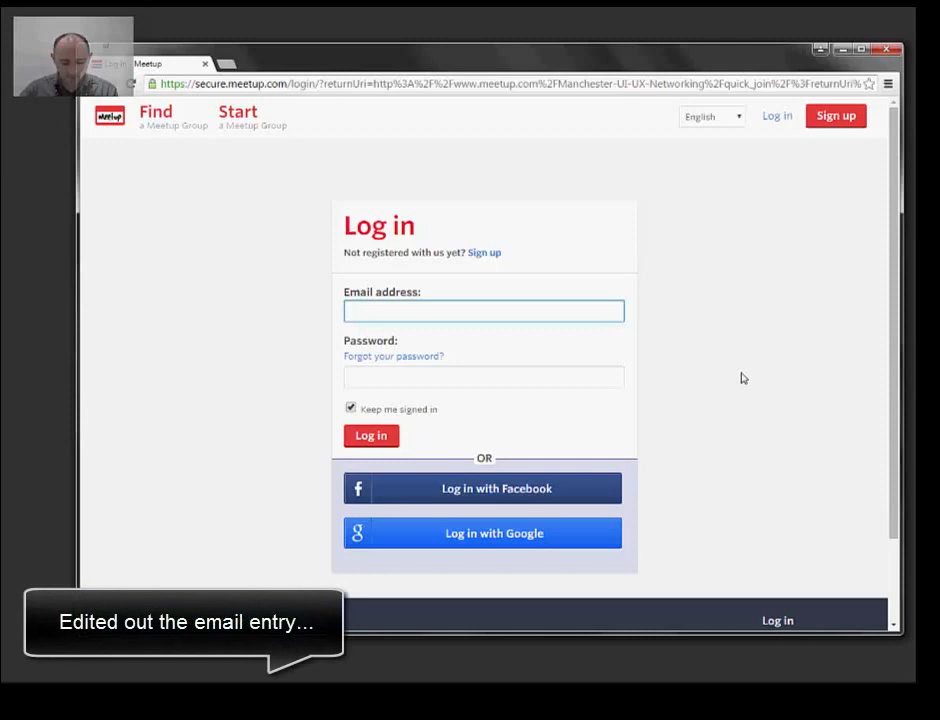 Log in Meetup
https://secure.meetup.com/login/?returnUri=http%3A%2F%2Fwww.meetup.com%2FManchester-UI-UX-Networking%2Fquick_join%2F%3FreturnUri%
meetup
Find
a Meetup Group
Start
a Meetup Group
English
Log in
Sign up
Log in
Not registered with us yet? Sign up
Email address:
Password:
Forgot your password?
Keep me signed in
Log in
OR
f
Log in with Facebook
g
Log in with Google
Edited out the email entry...
Log in